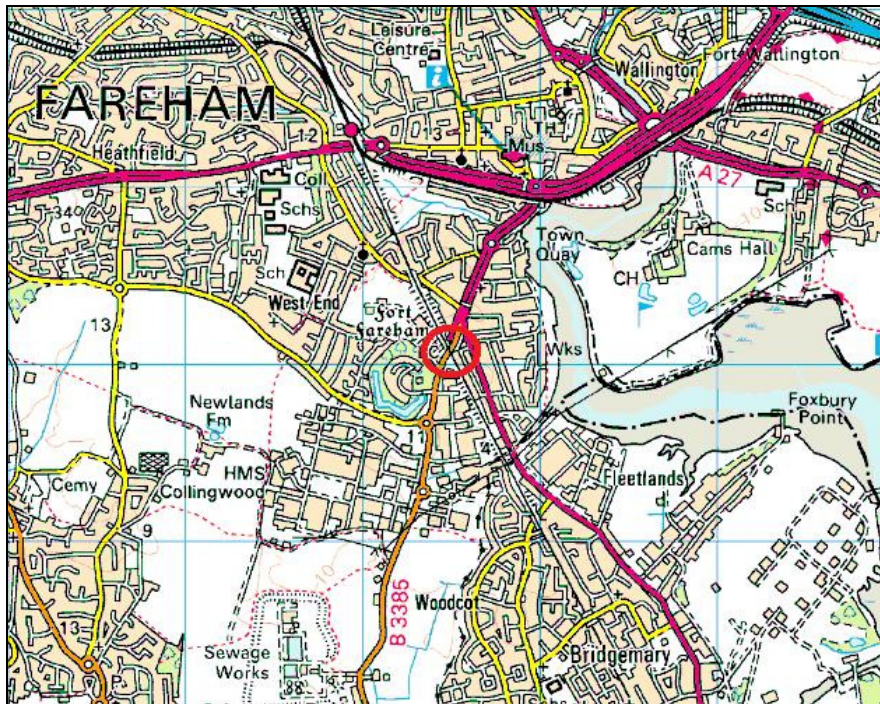 Leisure
Centre
FAREHAM
Wallington
Fort Wallington
TH
12
13
P
Mus
Heathfield
Coll
Schs
A 27
Sch
340
Town
Quay
Cams Hall
CH
Sch
West End
Fort
Fareham
13
Wks
Newlands
Fm
Foxbury
Point
11
4
HMS
Collingwood
Fleetlands
Cemy
9
10
B 3385
Woodcot
13
Sewage
Works
Bridgemary